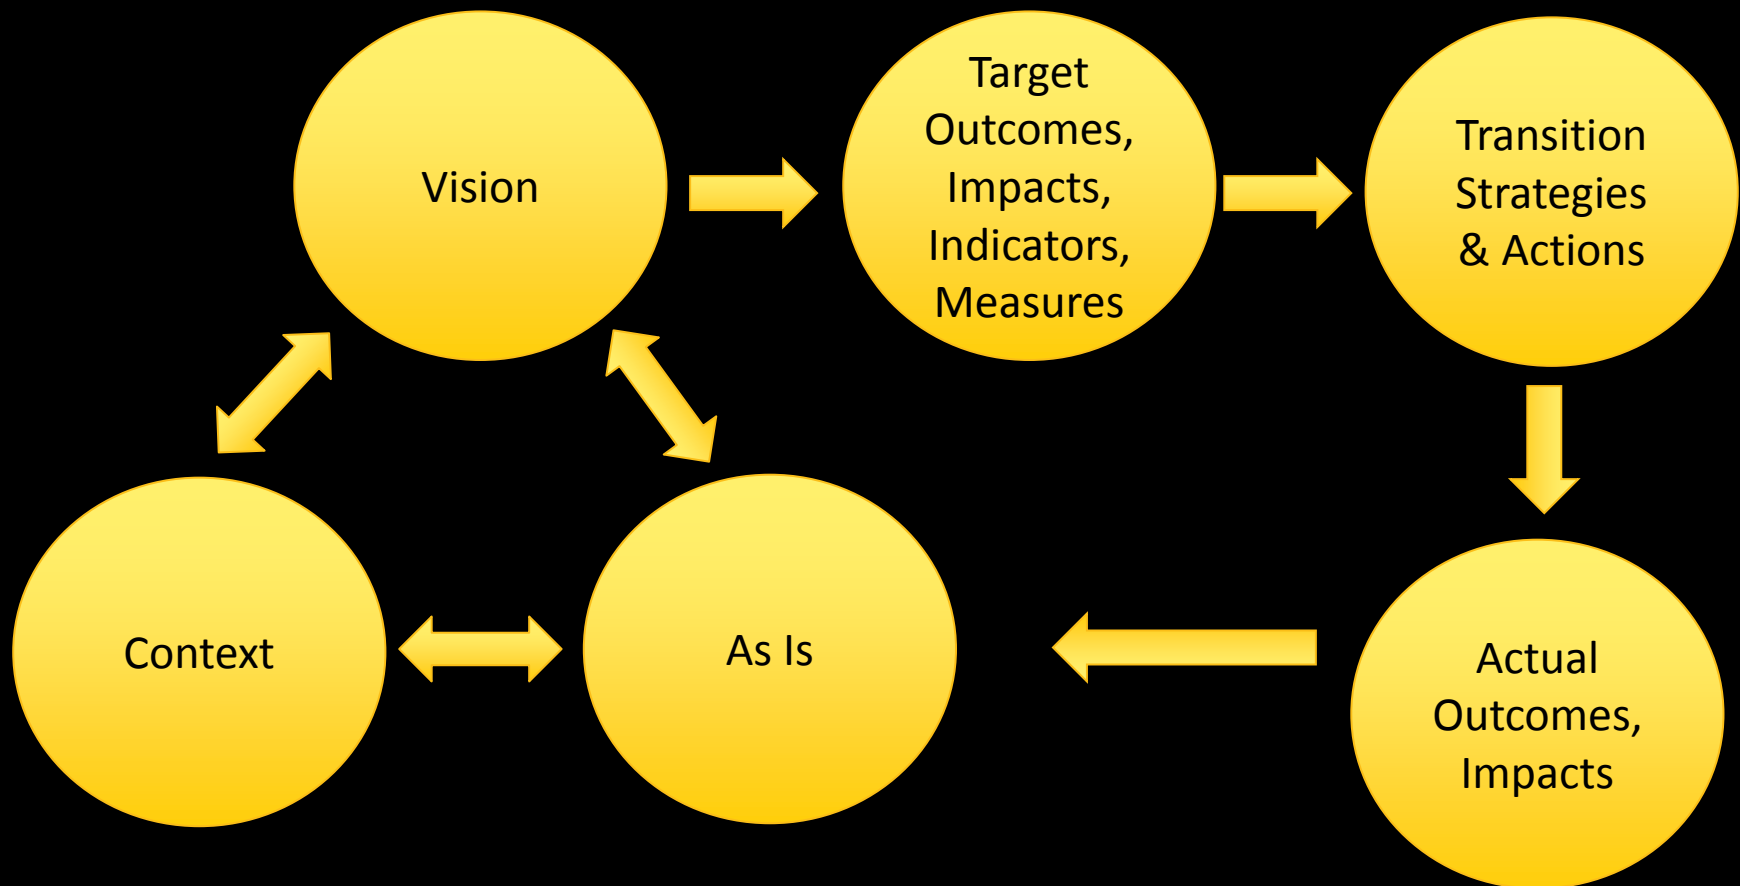 Vision
Target
Outcomes,
Impacts,
Indicators,
Measures
Transition
Strategies
& Actions
Context
As Is
Actual
Outcomes,
Impacts